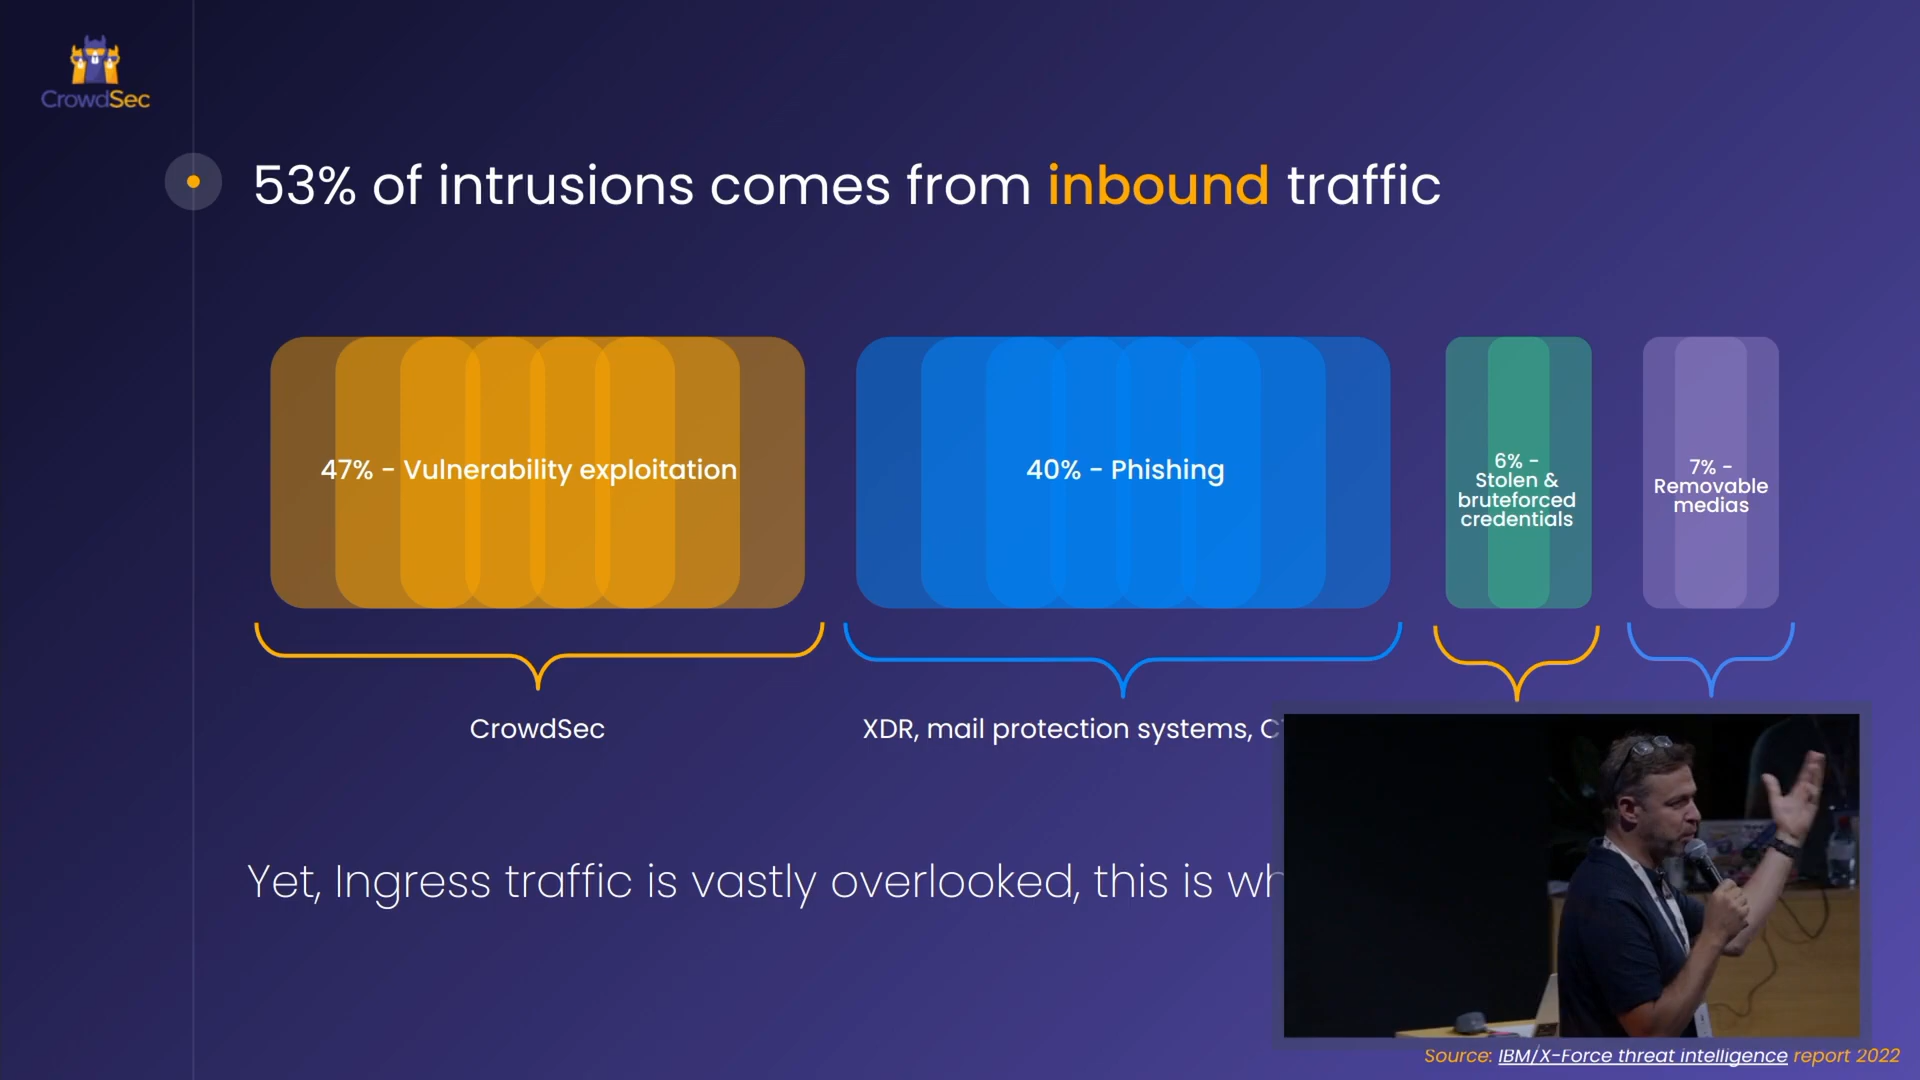 CrowdSec
53% of intrusions comes from inbound traffic
47% - Vulnerability exploitation
40% - Phishing
6% -
Stolen &
bruteforced
credentials
7% -
Removable
medias
CrowdSec
XDR, mail protection systems,
Yet, Ingress traffic is vastly overlooked, this is
Source: IBM/X-Force threat intelligence report 2022